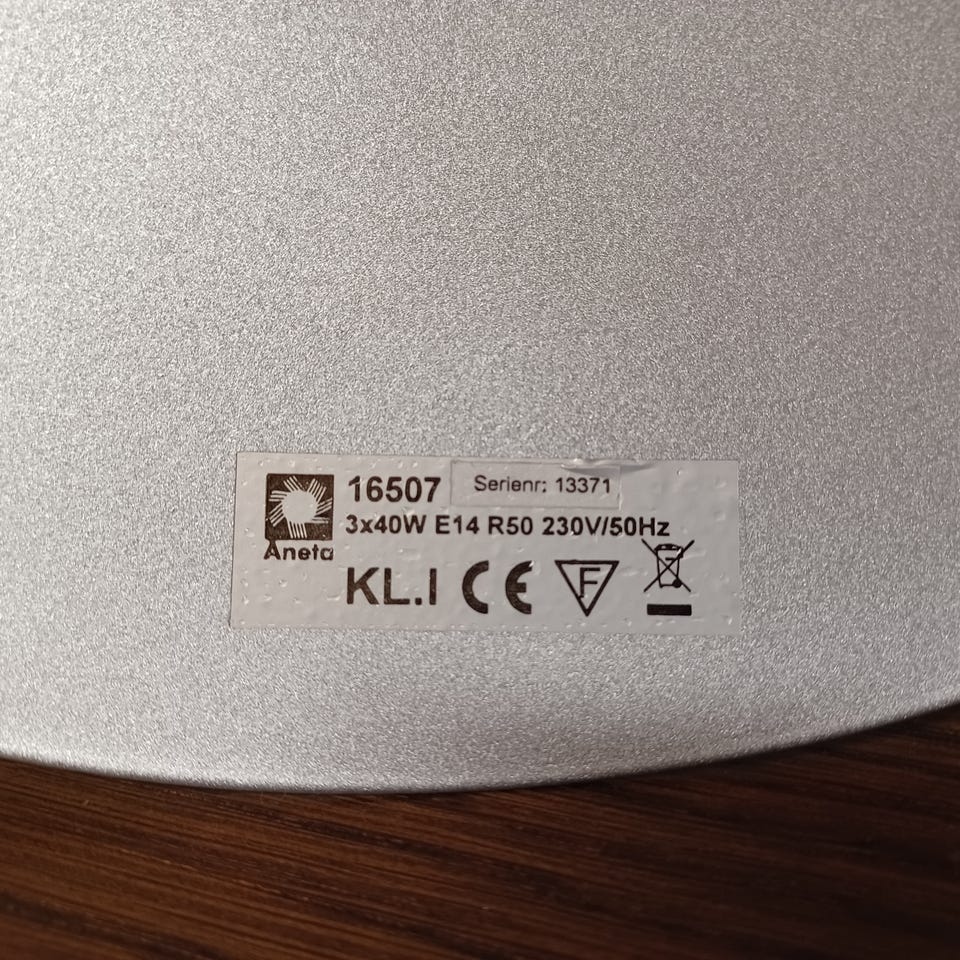 16507 Serienr: 13371
3x40W E14 R50 230V/50Hz
Aneta
KL.I CE F